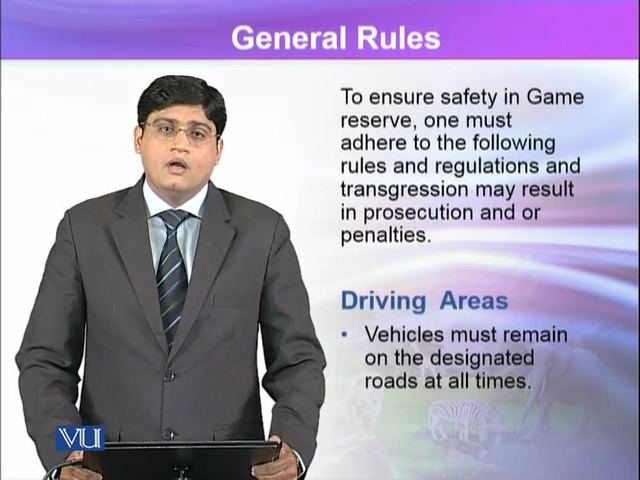 General Rules
To ensure safety in Game
reserve, one must
adhere to the following
rules and regulations and
transgression may result
in prosecution and or
penalties.
Driving Areas
• Vehicles must remain
on the designated
roads at all times.
VU